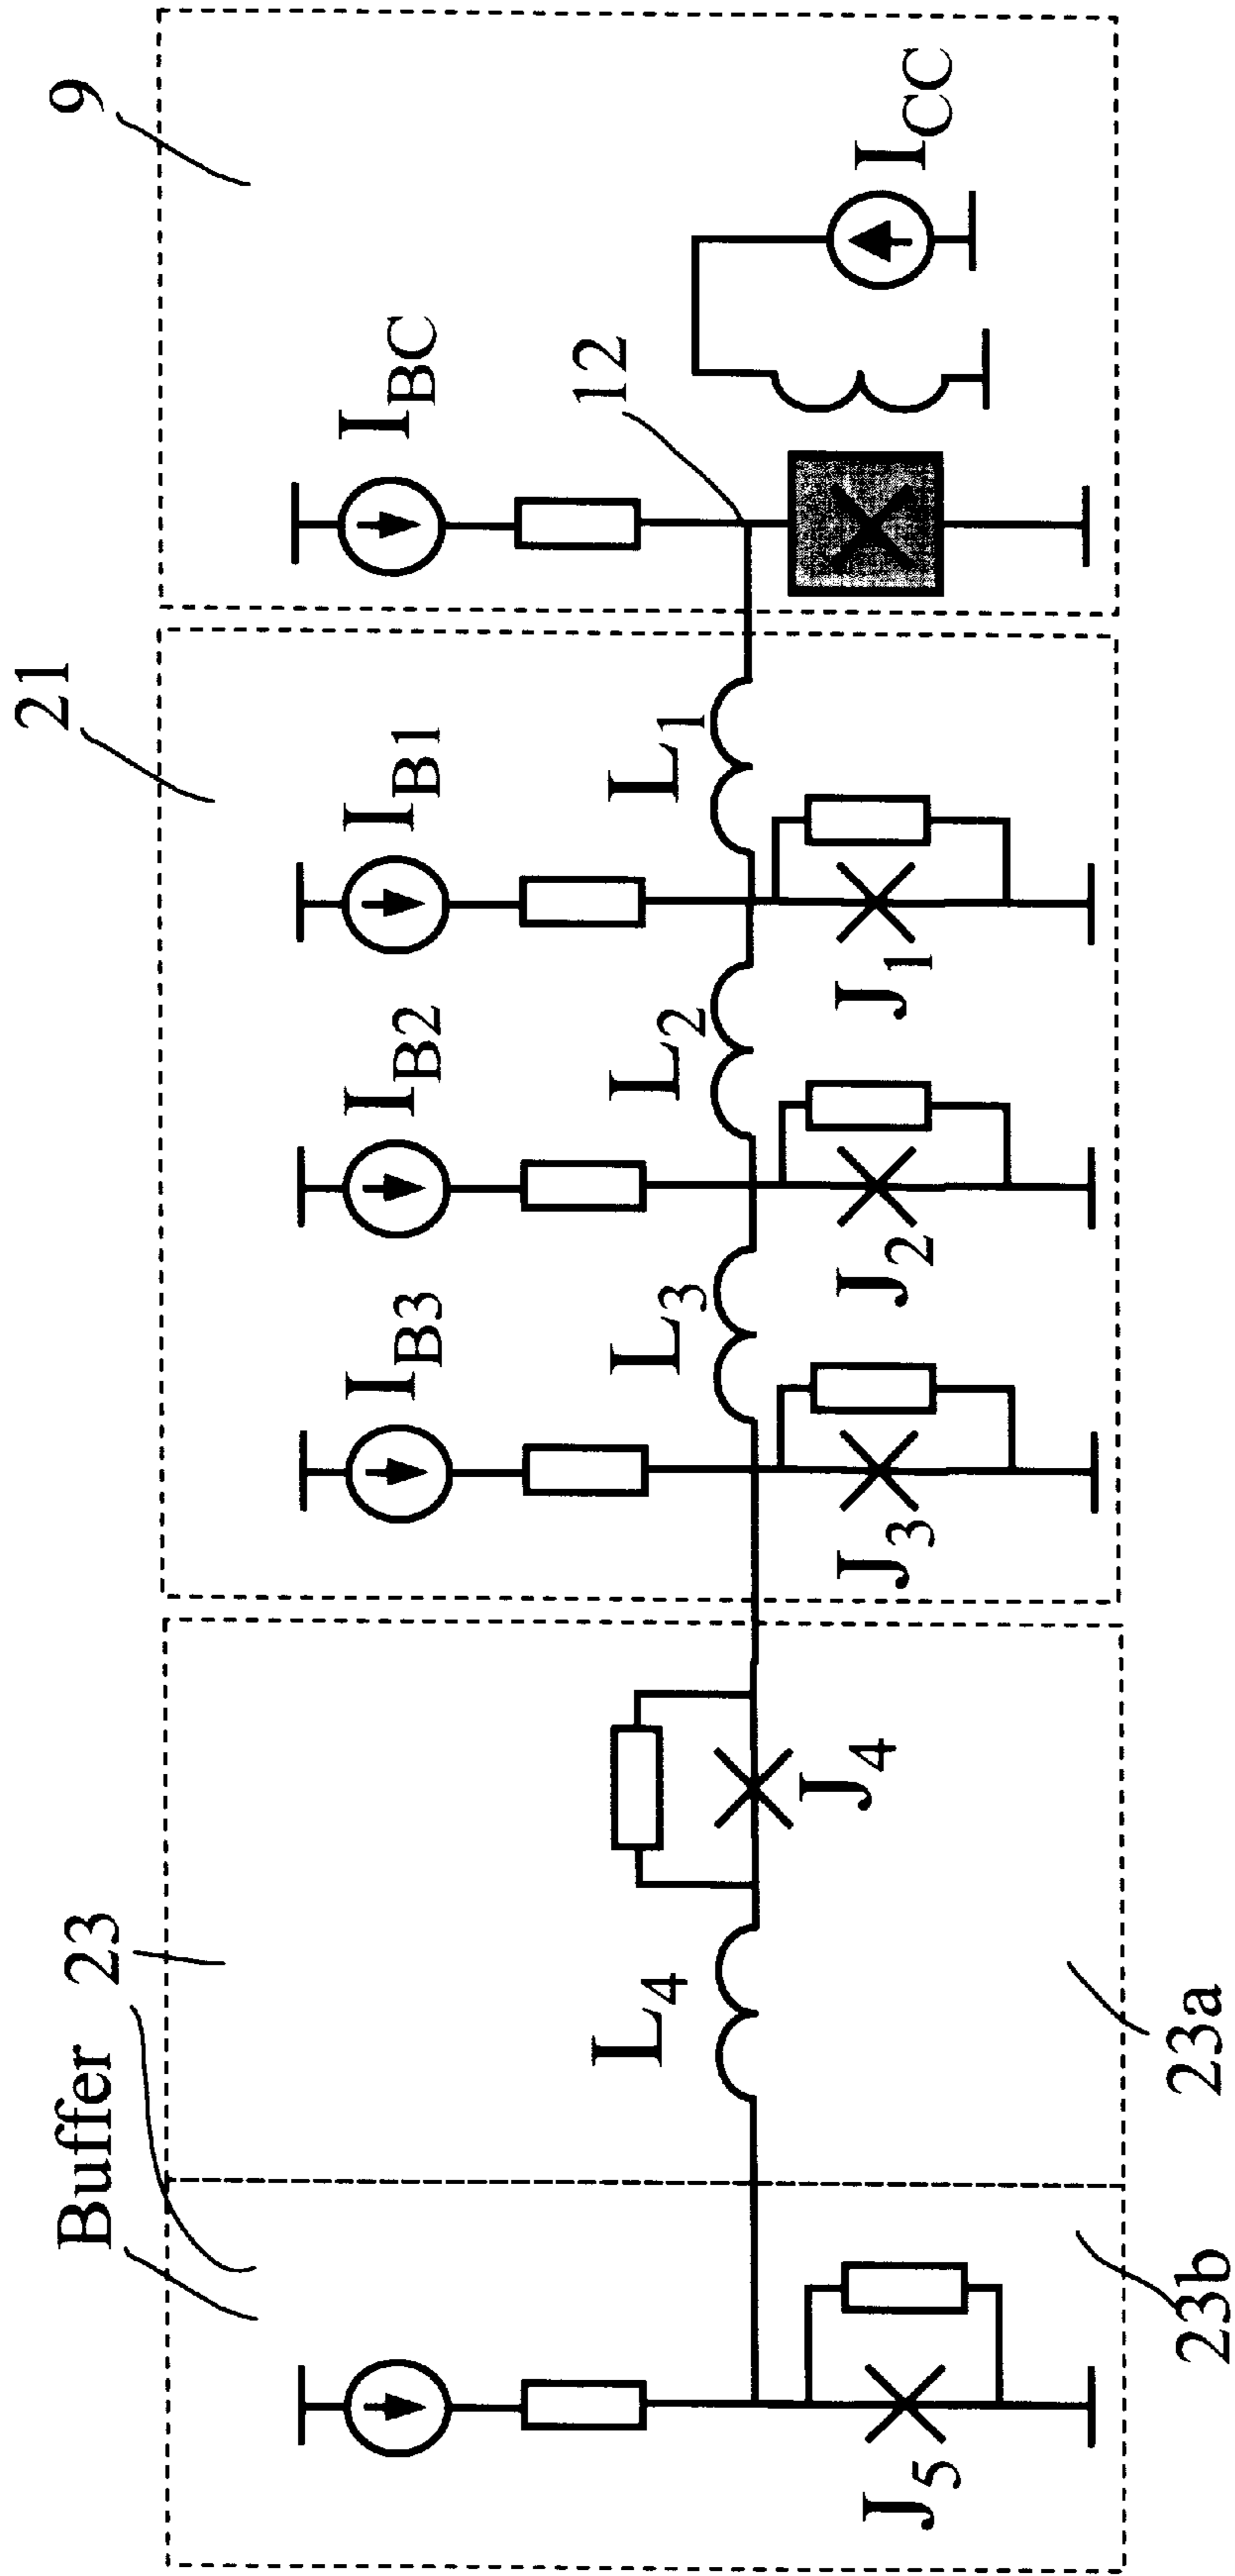 Buffer
23
21
9
I_B3
I_B2
I_B1
I_BC
I_CC
L_4
L_3
L_2
L_1
12
J_5
J_4
J_3
J_2
J_1
23b
23a